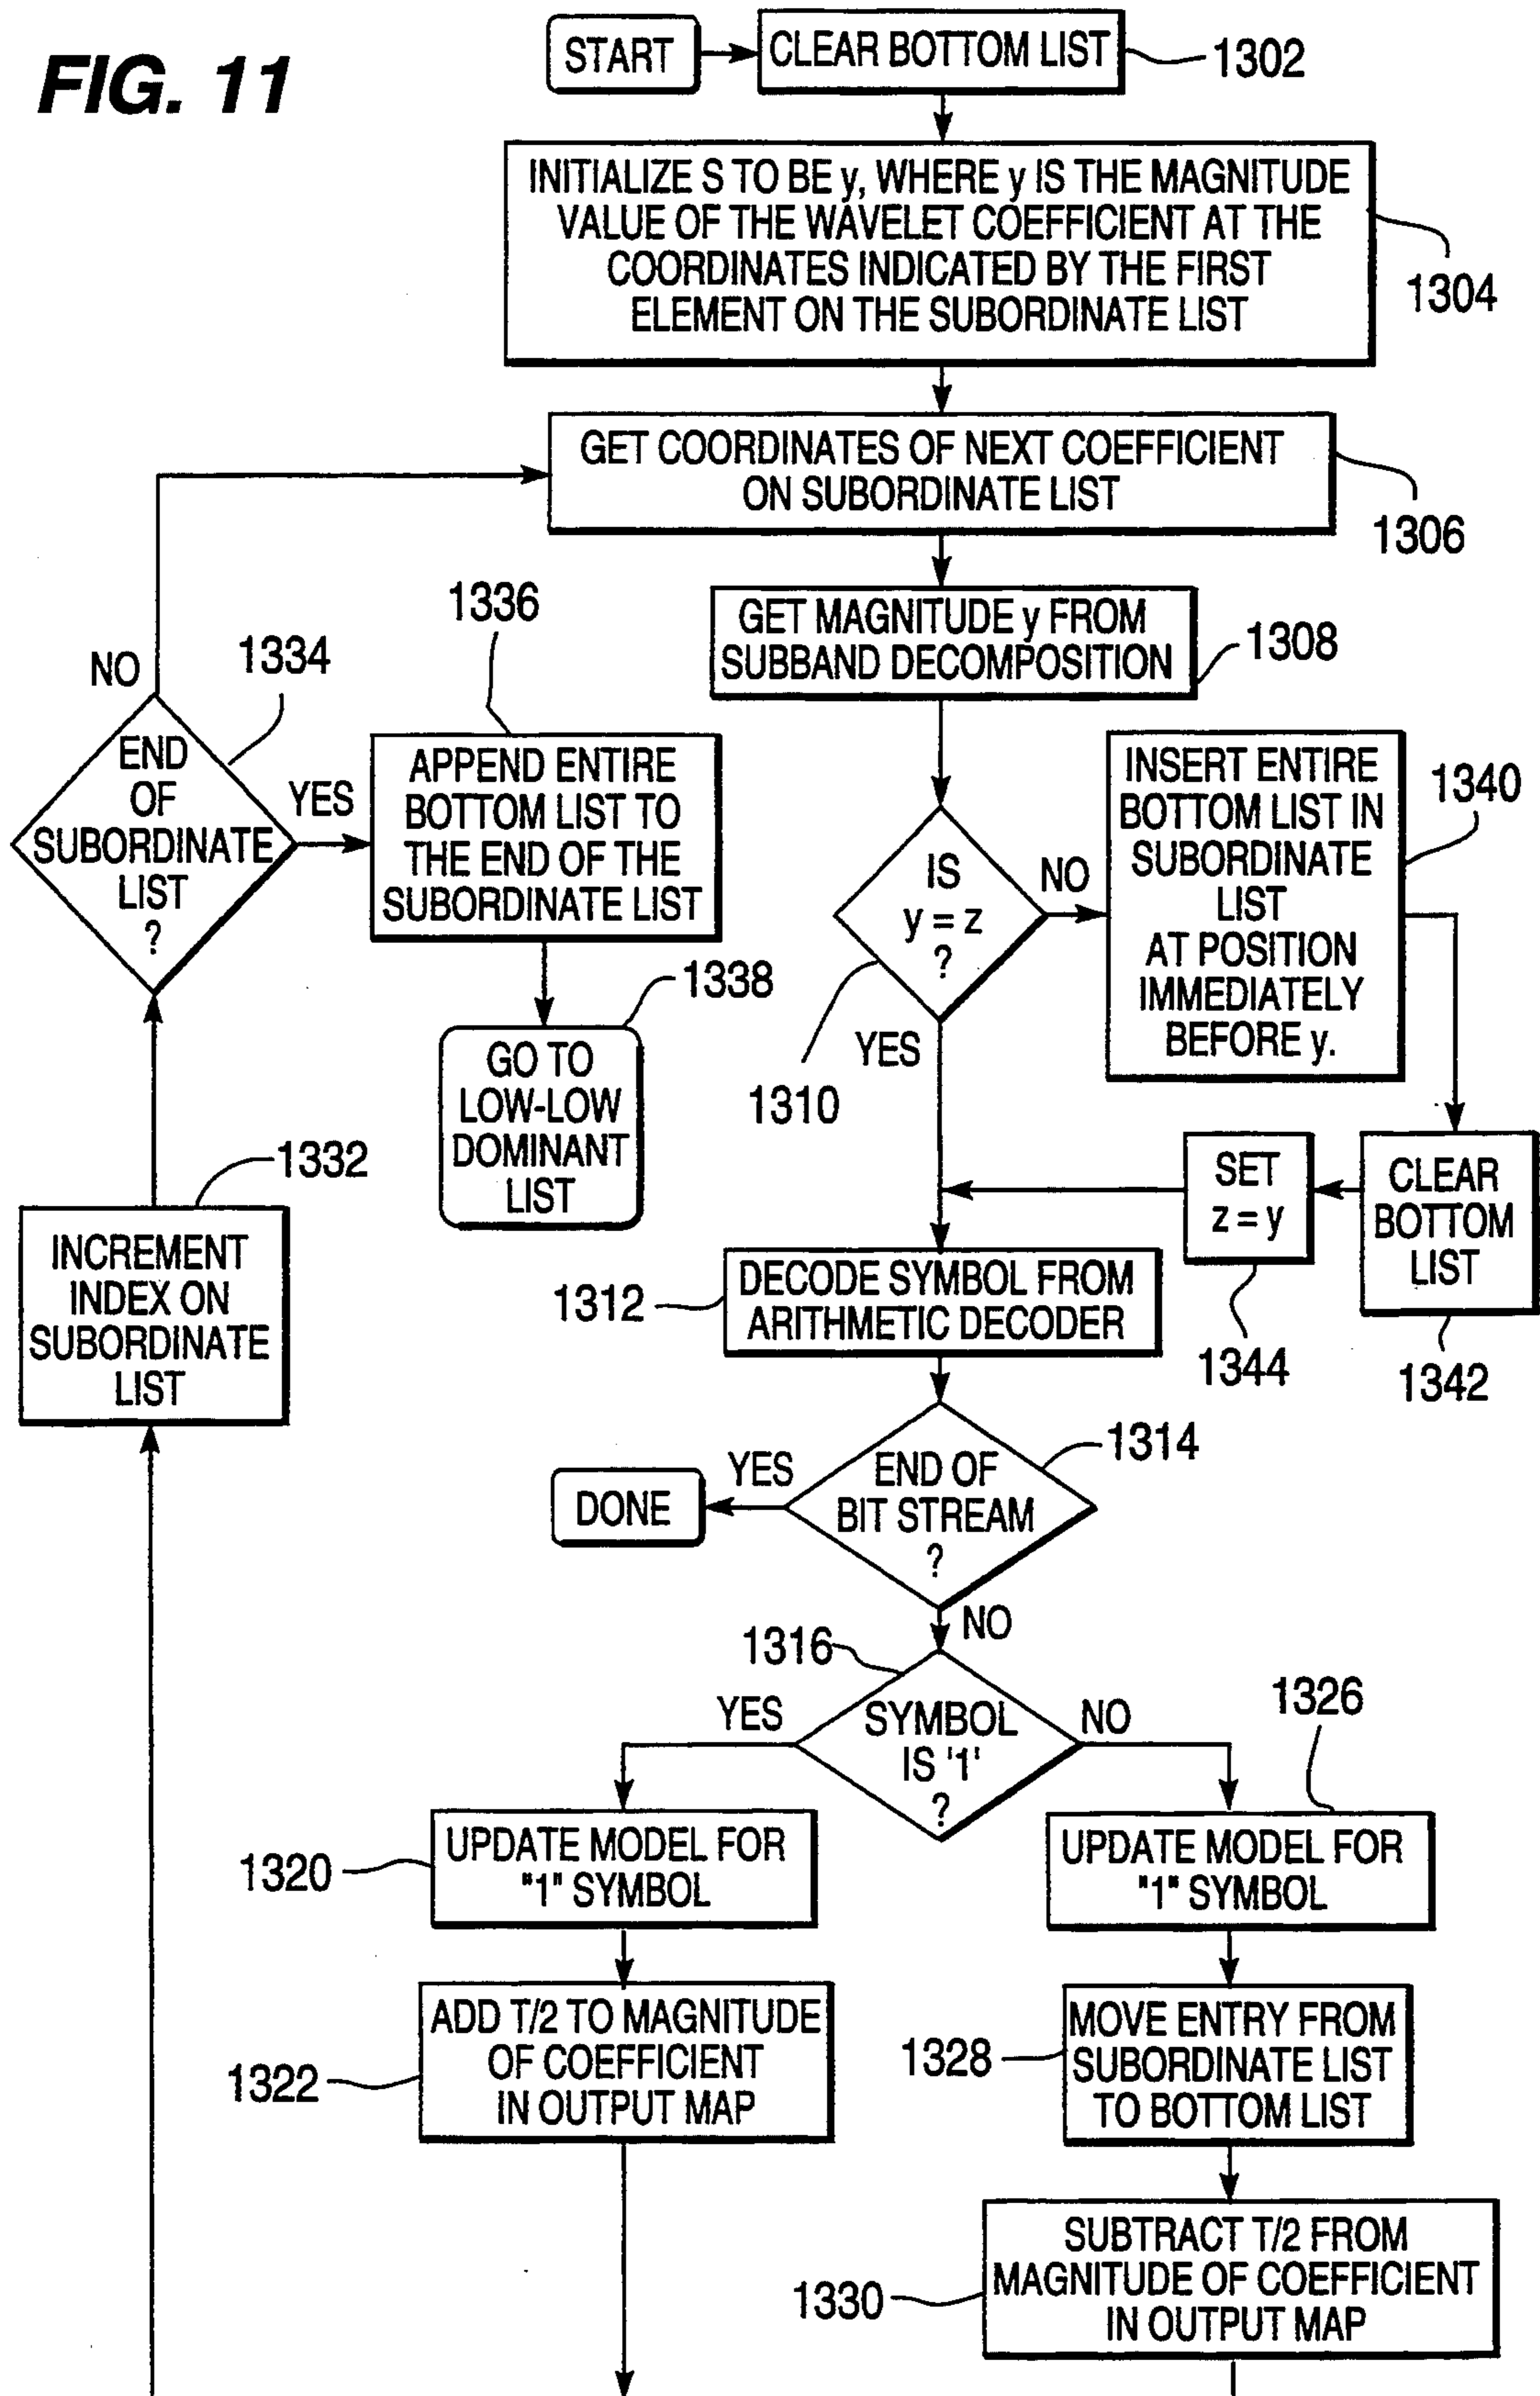 FIG. 11
START
CLEAR BOTTOM LIST
1302
INITIALIZE S TO BE y, WHERE y IS THE MAGNITUDE
VALUE OF THE WAVELET COEFFICIENT AT THE
COORDINATES INDICATED BY THE FIRST
ELEMENT ON THE SUBORDINATE LIST
1304
GET COORDINATES OF NEXT COEFFICIENT
ON SUBORDINATE LIST
1306
GET MAGNITUDE y FROM
SUBBAND DECOMPOSITION
1308
NO
1334
END
OF
SUBORDINATE
LIST
?
YES
1336
APPEND ENTIRE
BOTTOM LIST TO
THE END OF THE
SUBORDINATE LIST
1338
GO TO
LOW-LOW
DOMINANT
LIST
IS
y = z
?
NO
YES
1310
INSERT ENTIRE
BOTTOM LIST IN
SUBORDINATE
LIST
AT POSITION
IMMEDIATELY
BEFORE y.
1340
SET
z = y
1344
CLEAR
BOTTOM
LIST
1342
1332
INCREMENT
INDEX ON
SUBORDINATE
LIST
1312
DECODE SYMBOL FROM
ARITHMETIC DECODER
1314
END OF
BIT STREAM
?
YES
DONE
NO
1316
SYMBOL
IS '1'
?
YES
NO
1326
1320
UPDATE MODEL FOR
"1" SYMBOL
UPDATE MODEL FOR
"1" SYMBOL
1322
ADD T/2 TO MAGNITUDE
OF COEFFICIENT
IN OUTPUT MAP
1328
MOVE ENTRY FROM
SUBORDINATE LIST
TO BOTTOM LIST
1330
SUBTRACT T/2 FROM
MAGNITUDE OF COEFFICIENT
IN OUTPUT MAP